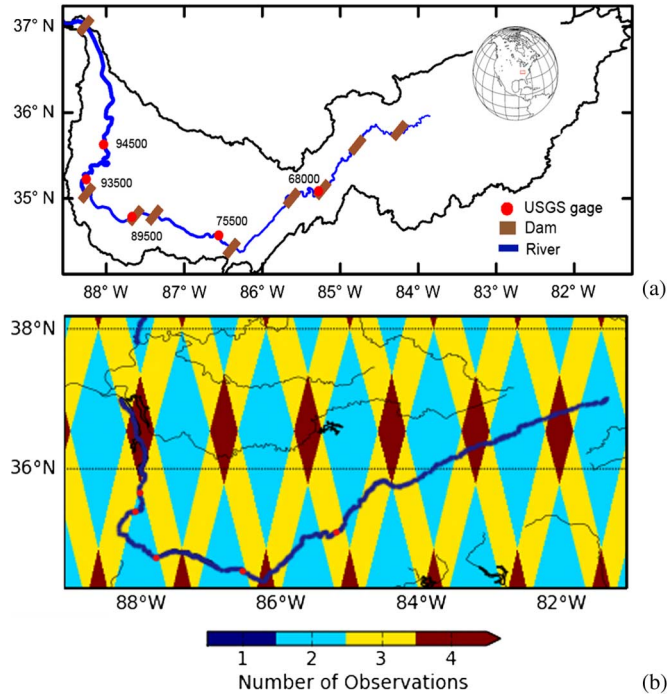 37° N
36° N
35° N
94500
93500
89500
75500
68000
USGS gage
Dam
River
88° W 87° W 86° W 85° W 84° W 83° W 82° W
(a)
38°N
36°N
88°W 86°W 84°W 82°W
1 2 3 4
Number of Observations
(b)